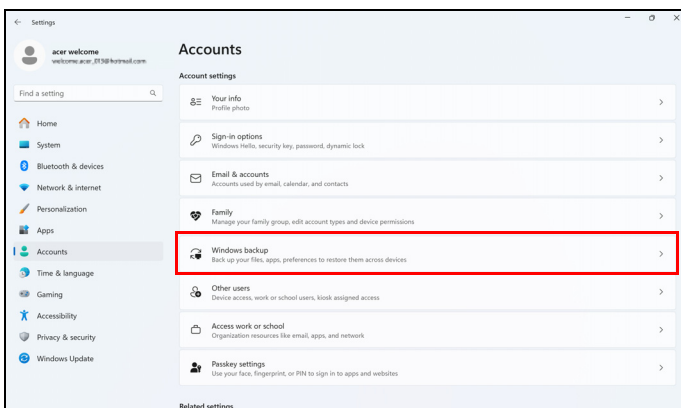 Settings
acer welcome
welcome.acer_013@hotmail.com
Find a setting
Home
System
Bluetooth & devices
Network & internet
Personalization
Apps
Accounts
Time & language
Gaming
Accessibility
Privacy & security
Windows Update
Accounts
Account settings
Your info
Profile photo
Sign-in options
Windows Hello, security key, password, dynamic lock
Email & accounts
Accounts used by email, calendar, and contacts
Family
Manage your family group, edit account types and device permissions
Windows backup
Back up your files, apps, preferences to restore them across devices
Other users
Device access, work or school users, kiosk assigned access
Access work or school
Organization resources like email, apps, and network
Passkey settings
Use your face, fingerprint, or PIN to sign in to apps and websites
Related settings